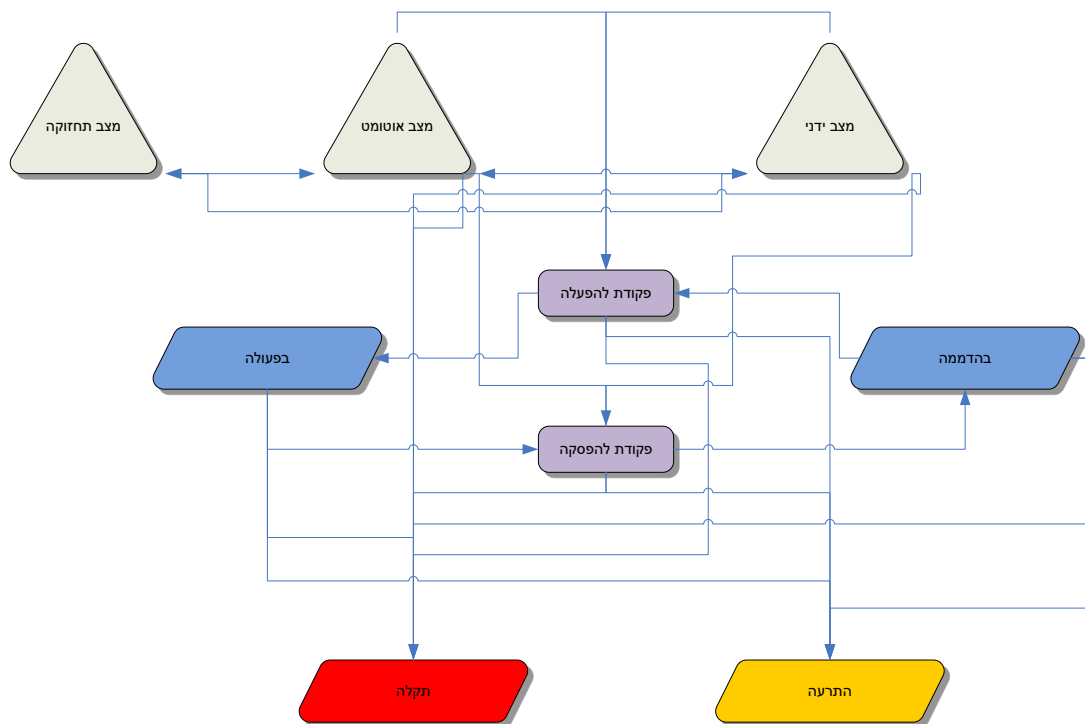 מצב ידני
מצב אוטומט
מצב תחזוקה
פקודת להפעלה
בהדממה
בפעולה
פקודת להפסקה
התרעה
תקלה